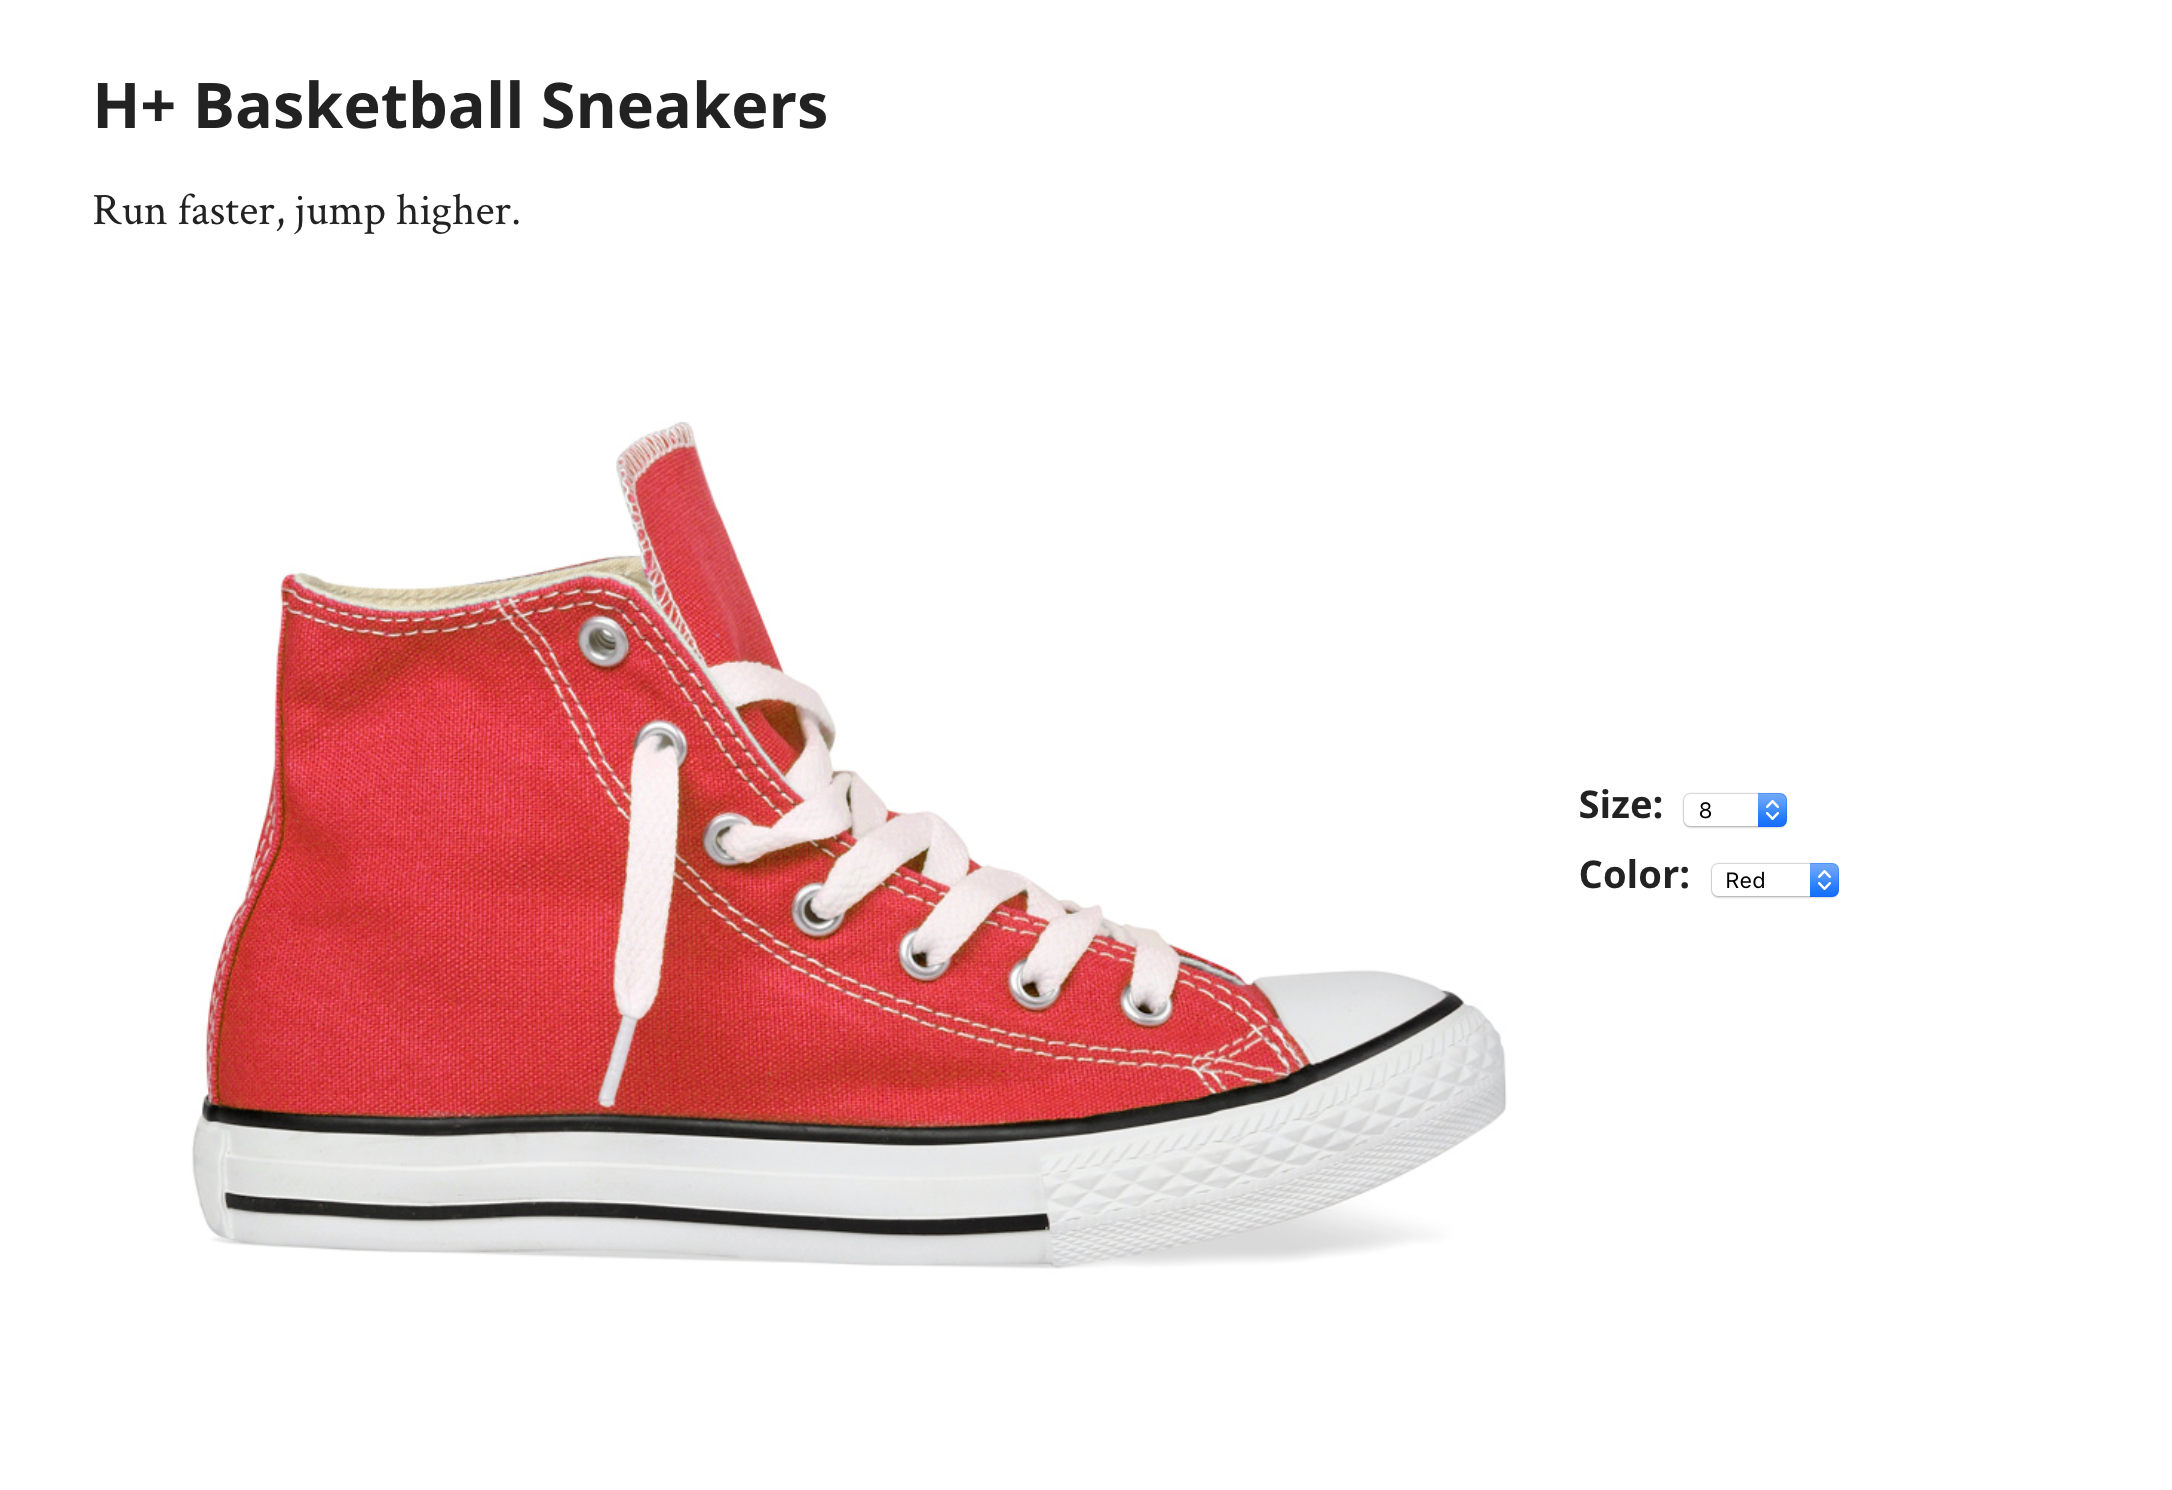 H+ Basketball Sneakers
Run faster, jump higher.
Size: 8
Color: Red